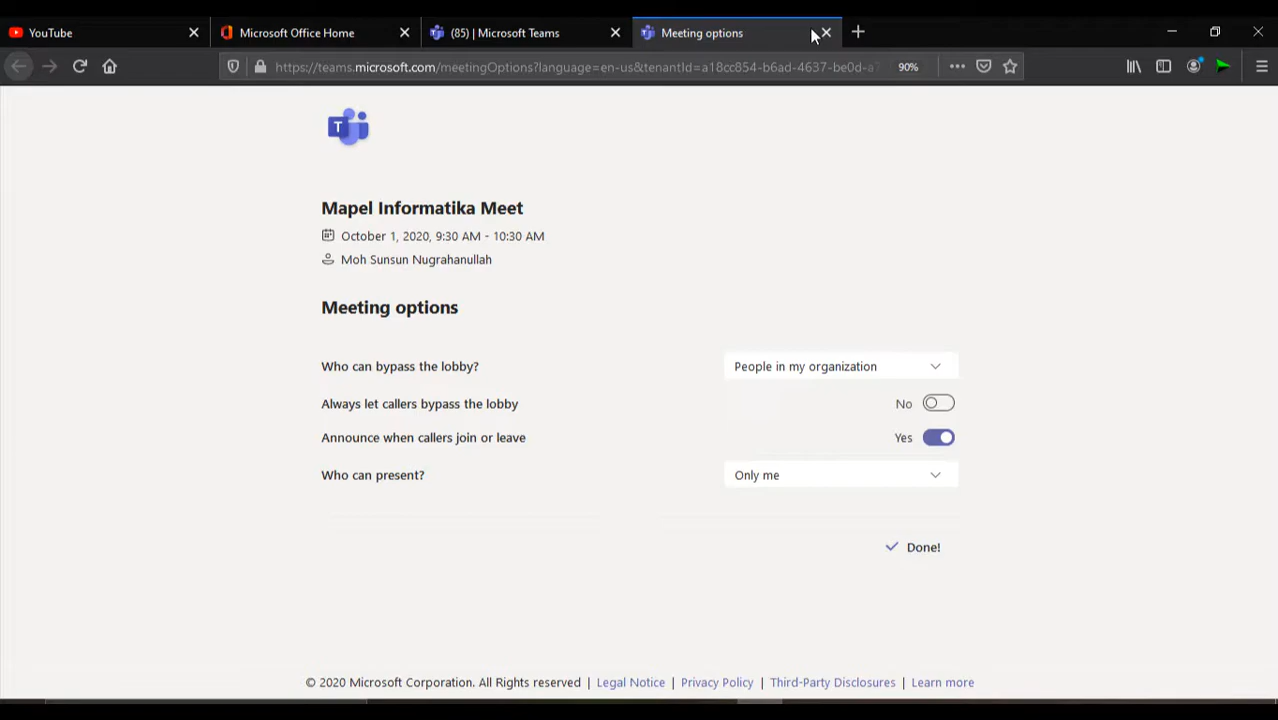 YouTube
Microsoft Office Home
(85) | Microsoft Teams
Meeting options
https://teams.microsoft.com/meetingOptions?language=en-us&tenantId=a18cc854-b6ad-4637-be0d-a7
90%
T
Mapel Informatika Meet
October 1, 2020, 9:30 AM - 10:30 AM
Moh Sunsun Nugrahanullah
Meeting options
Who can bypass the lobby? People in my organization
Always let callers bypass the lobby No
Announce when callers join or leave Yes
Who can present? Only me
Done!
© 2020 Microsoft Corporation. All Rights reserved | Legal Notice | Privacy Policy | Third-Party Disclosures | Learn more